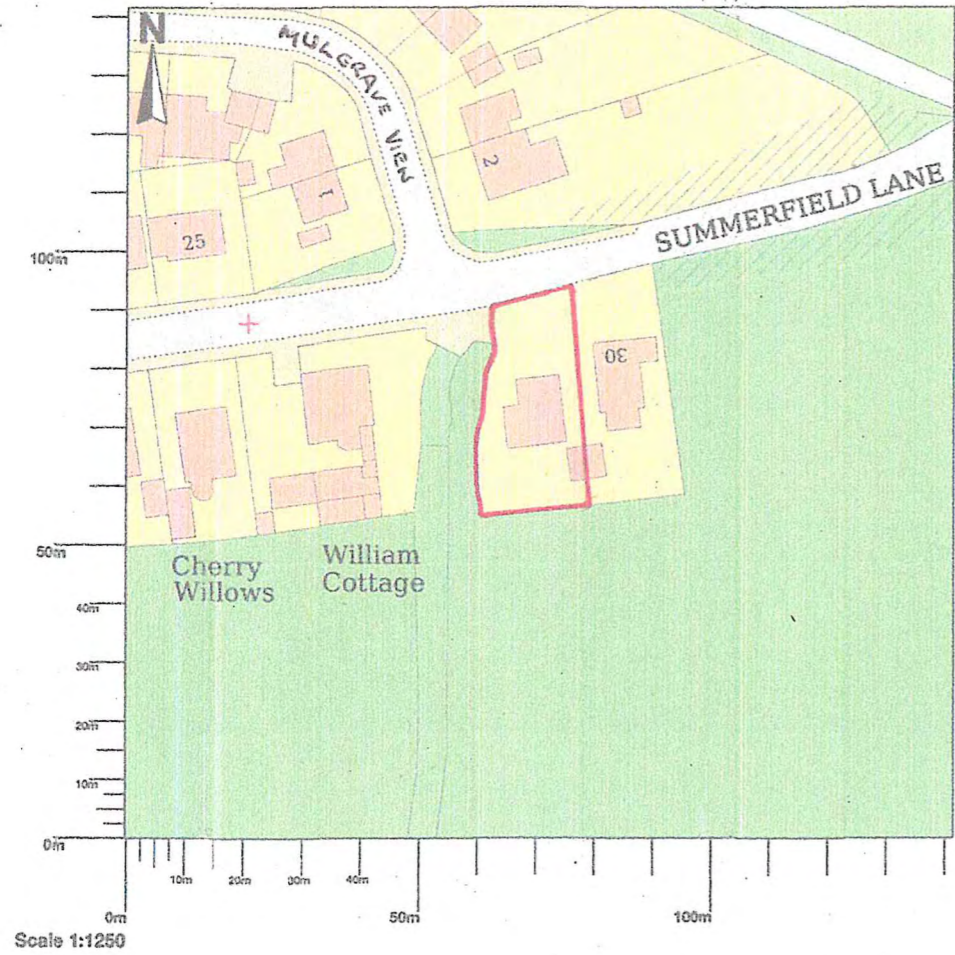 N
MULGRAVE VIEW
2
1
25
SUMMERFIELD LANE
100m
30
50m
Cherry
Willows
William
Cottage
40m
30m
20m
10m
0m
10m
20m
30m
40m
0m
50m
100m
Scale 1:1250